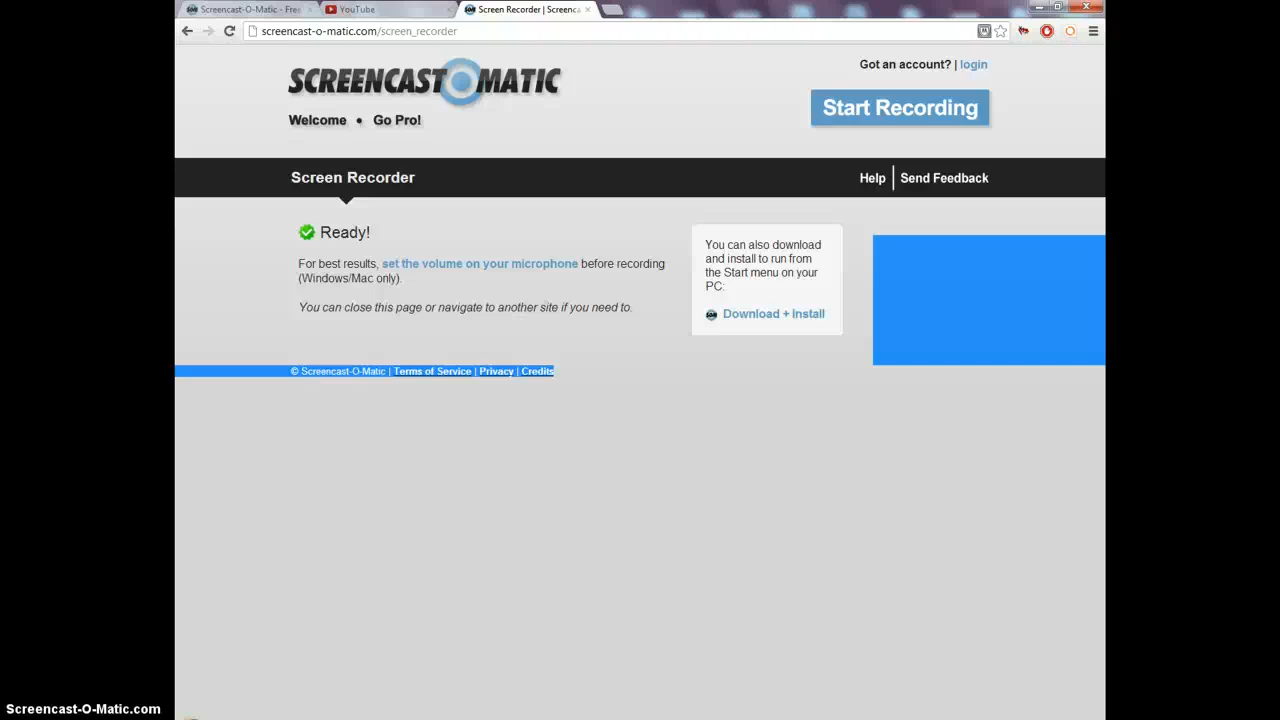 Screencast-O-Matic - Free
YouTube
Screen Recorder | Screenca
screencast-o-matic.com/screen_recorder
Got an account? | login
SCREENCAST MATIC
Start Recording
Welcome • Go Pro!
Screen Recorder
Help | Send Feedback
Ready!
For best results, set the volume on your microphone before recording
(Windows/Mac only).
You can close this page or navigate to another site if you need to.
You can also download
and install to run from
the Start menu on your
PC:
SOM Download + Install
© Screencast-O-Matic | Terms of Service | Privacy | Credits
Screencast-O-Matic.com